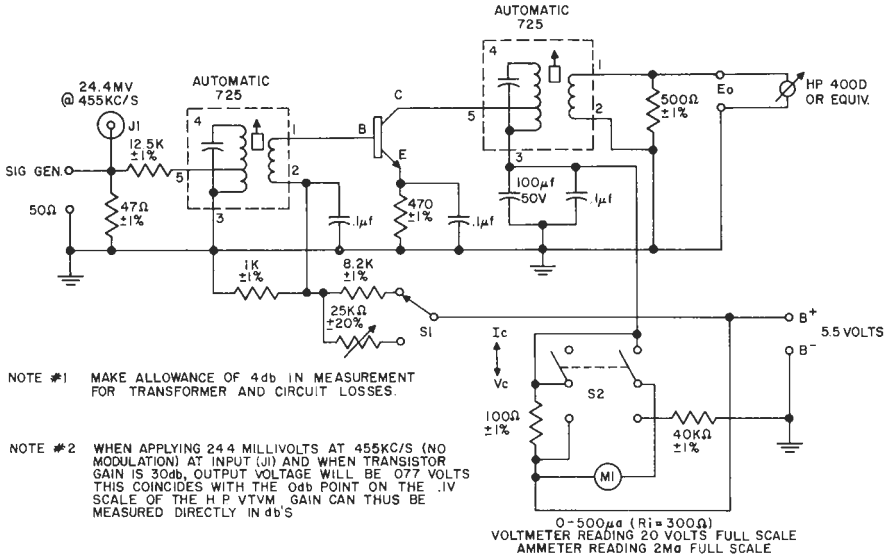 AUTOMATIC
725
24.4MV
@ 455KC/S
J1
AUTOMATIC
725
4
1
2
5
3
C
B
E
4
1
2
5
3
12.5K
±1%
SIG GEN.
50Ω
47Ω
±1%
.1µf
470
±1%
.1µf
100µf
50V
.1µf
500Ω
±1%
Eo
HP 400D
OR EQUIV.
1K
±1%
8.2K
±1%
25KΩ
±20%
S1
B+
5.5 VOLTS
B-
Ic
Vc
S2
100Ω
±1%
40KΩ
±1%
M1
NOTE #1 MAKE ALLOWANCE OF 4db IN MEASUREMENT
FOR TRANSFORMER AND CIRCUIT LOSSES.
NOTE #2 WHEN APPLYING 244 MILLIVOLTS AT 455KC/S (NO
MODULATION) AT INPUT (J1) AND WHEN TRANSISTOR
GAIN IS 30db, OUTPUT VOLTAGE WILL BE 077 VOLTS
THIS COINCIDES WITH THE 0db POINT ON THE .1V
SCALE OF THE H P VTVM GAIN CAN THUS BE
MEASURED DIRECTLY IN db'S
0-500µa (Ri=300Ω)
VOLTMETER READING 20 VOLTS FULL SCALE
AMMETER READING 2Ma FULL SCALE